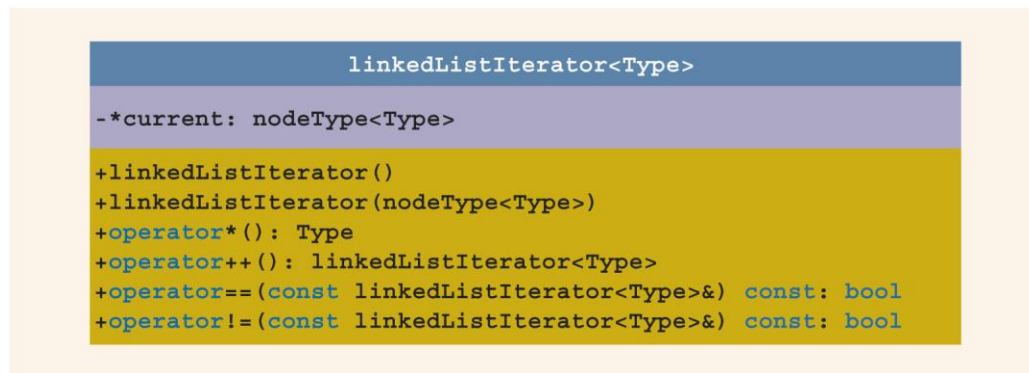 linkedListIterator<Type>
-*current: nodeType<Type>
+linkedListIterator()
+linkedListIterator(nodeType<Type>)
+operator*(): Type
+operator++(): linkedListIterator<Type>
+operator==(const linkedListIterator<Type>&) const: bool
+operator!=(const linkedListIterator<Type>&) const: bool